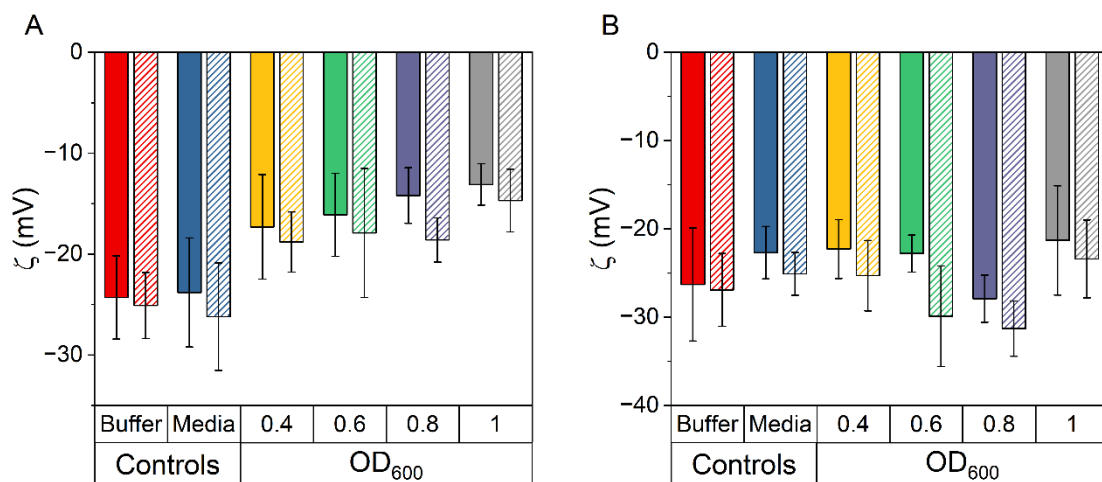 A
0
−10
−20
−30
ζ (mV)
Buffer Media 0.4 0.6 0.8 1
Controls OD600
B
0
−10
−20
−30
−40
ζ (mV)
Buffer Media 0.4 0.6 0.8 1
Controls OD600